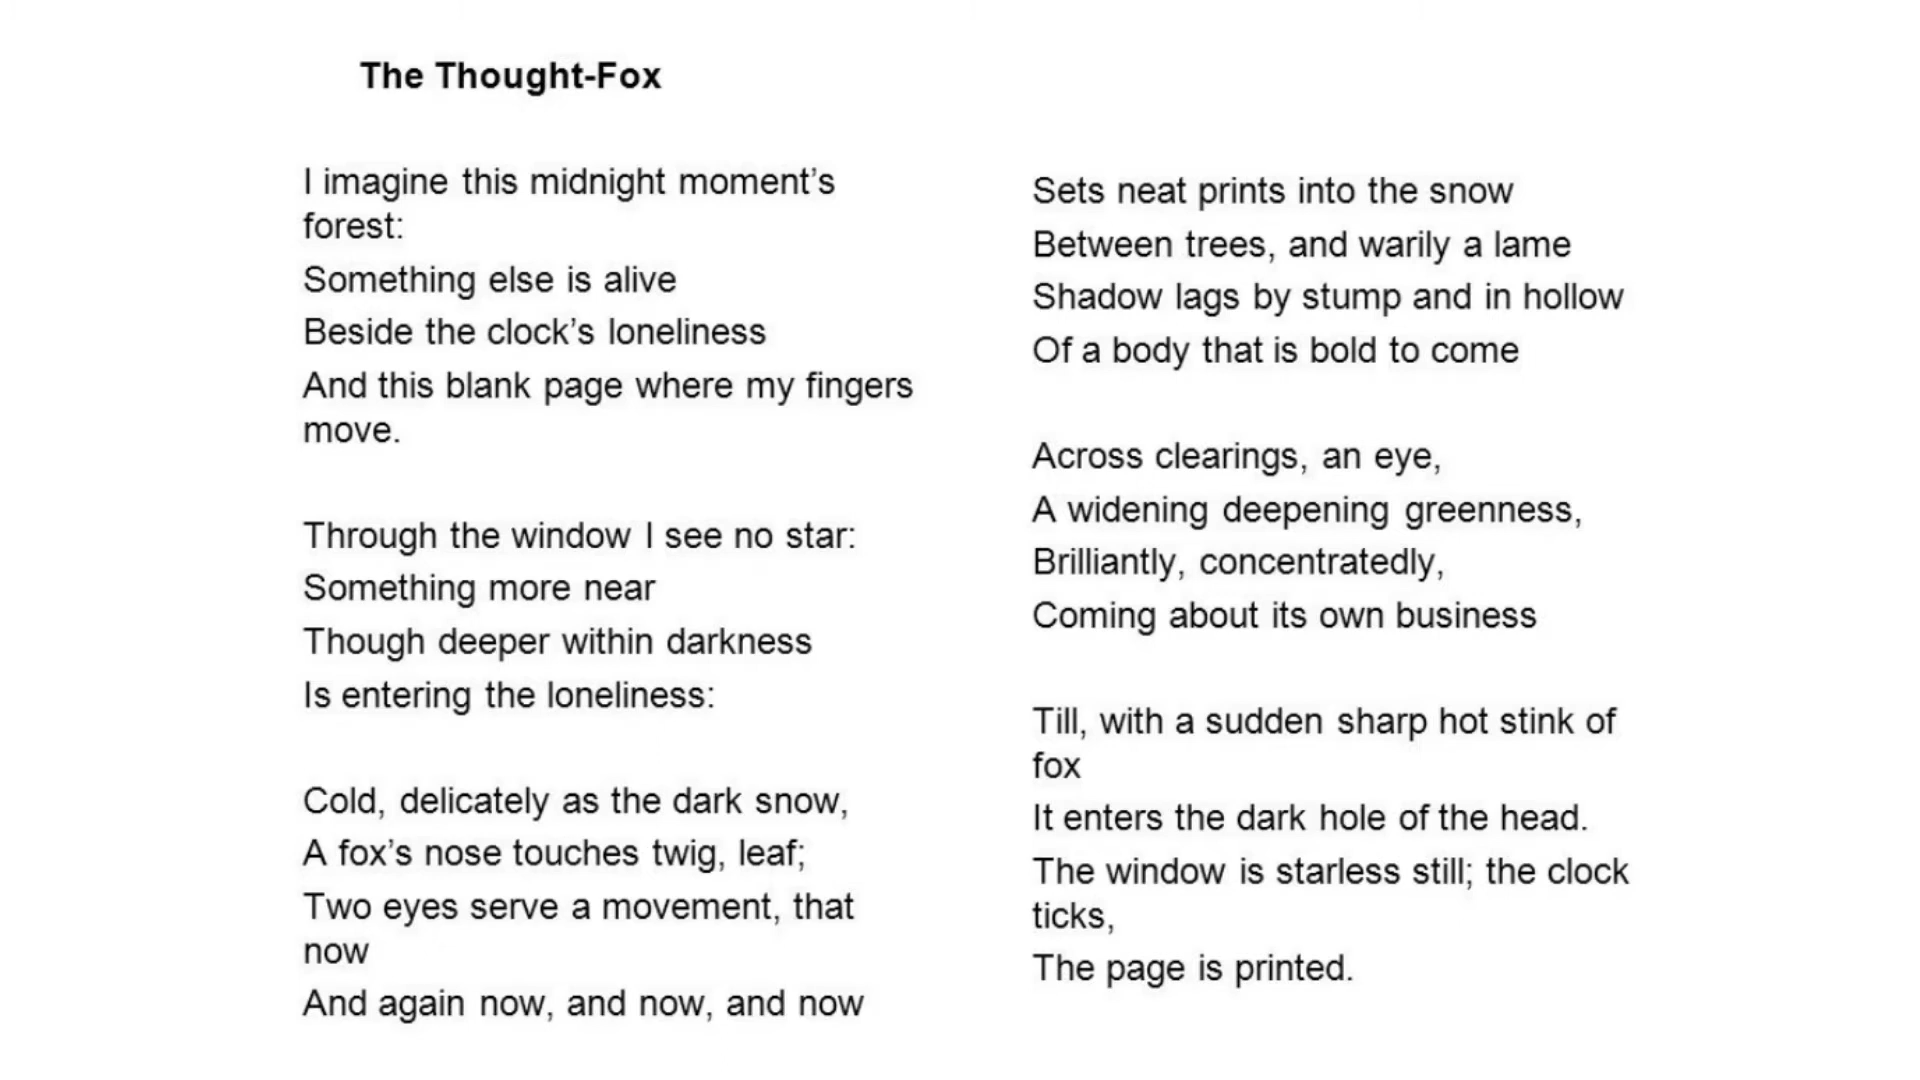 The Thought-Fox
I imagine this midnight moment’s
forest:
Something else is alive
Beside the clock’s loneliness
And this blank page where my fingers
move.
Through the window I see no star:
Something more near
Though deeper within darkness
Is entering the loneliness:
Cold, delicately as the dark snow,
A fox’s nose touches twig, leaf;
Two eyes serve a movement, that
now
And again now, and now, and now
Sets neat prints into the snow
Between trees, and warily a lame
Shadow lags by stump and in hollow
Of a body that is bold to come
Across clearings, an eye,
A widening deepening greenness,
Brilliantly, concentratedly,
Coming about its own business
Till, with a sudden sharp hot stink of
fox
It enters the dark hole of the head.
The window is starless still; the clock
ticks,
The page is printed.